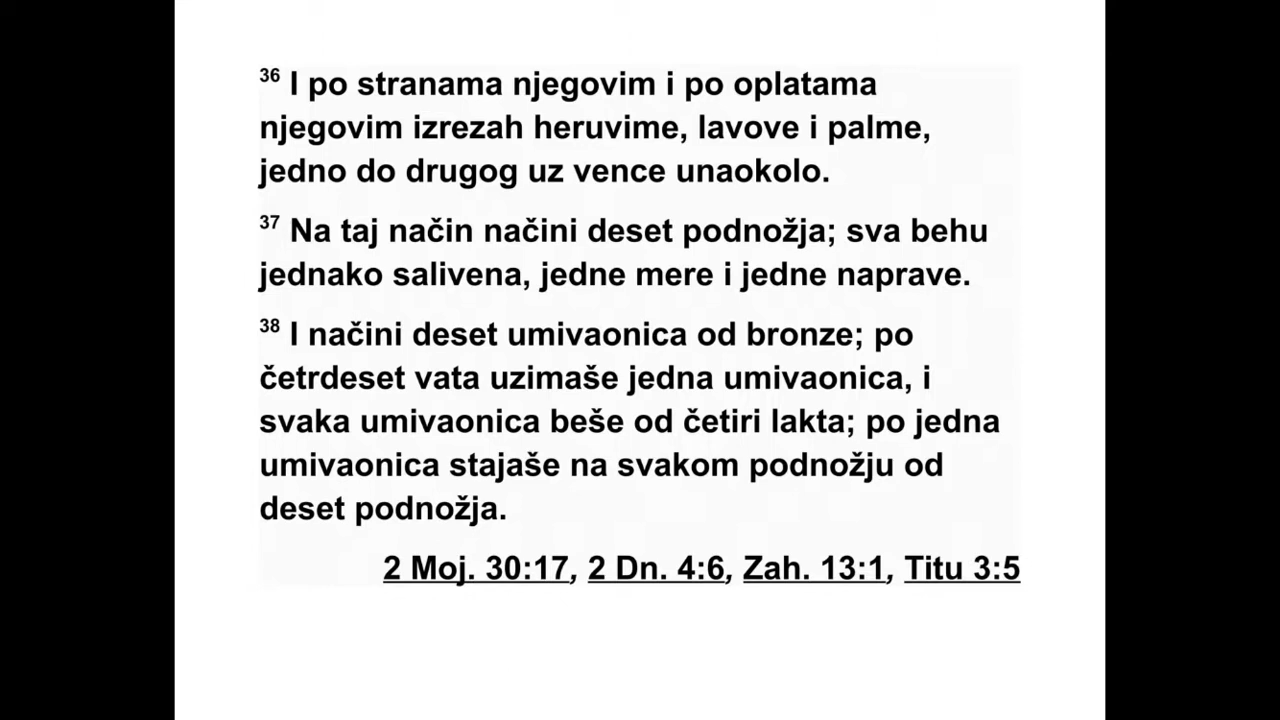 36 I po stranama njegovim i po oplatama
njegovim izrezah heruvime, lavove i palme,
jedno do drugog uz vence unaokolo.
37 Na taj način načini deset podnožja; sva behu
jednako salivena, jedne mere i jedne naprave.
38 I načini deset umivaonica od bronze; po
četrdeset vata uzimaše jedna umivaonica, i
svaka umivaonica beše od četiri lakta; po jedna
umivaonica stajaše na svakom podnožju od
deset podnožja.
2 Moj. 30:17, 2 Dn. 4:6, Zah. 13:1, Titu 3:5